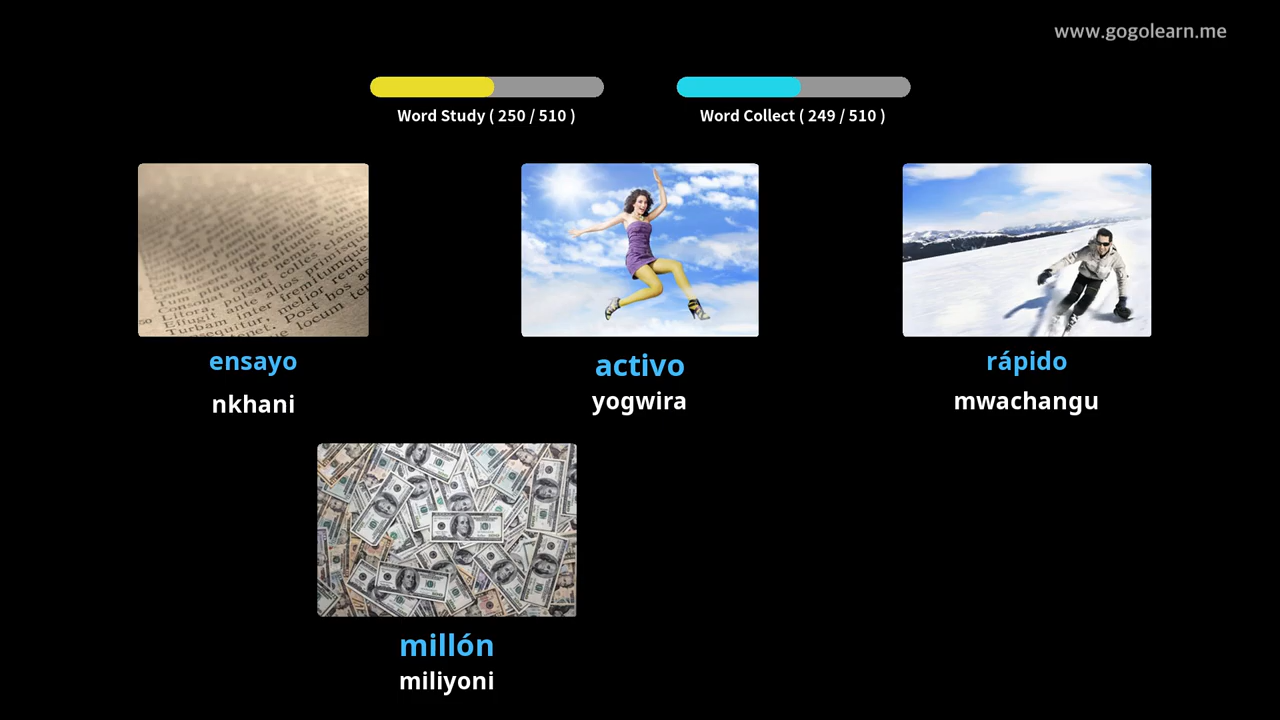 www.gogolearn.me
Word Study ( 250 / 510 )
Word Collect ( 249 / 510 )
ensayo
nkhani
activo
yogwira
rápido
mwachangu
millón
miliyoni